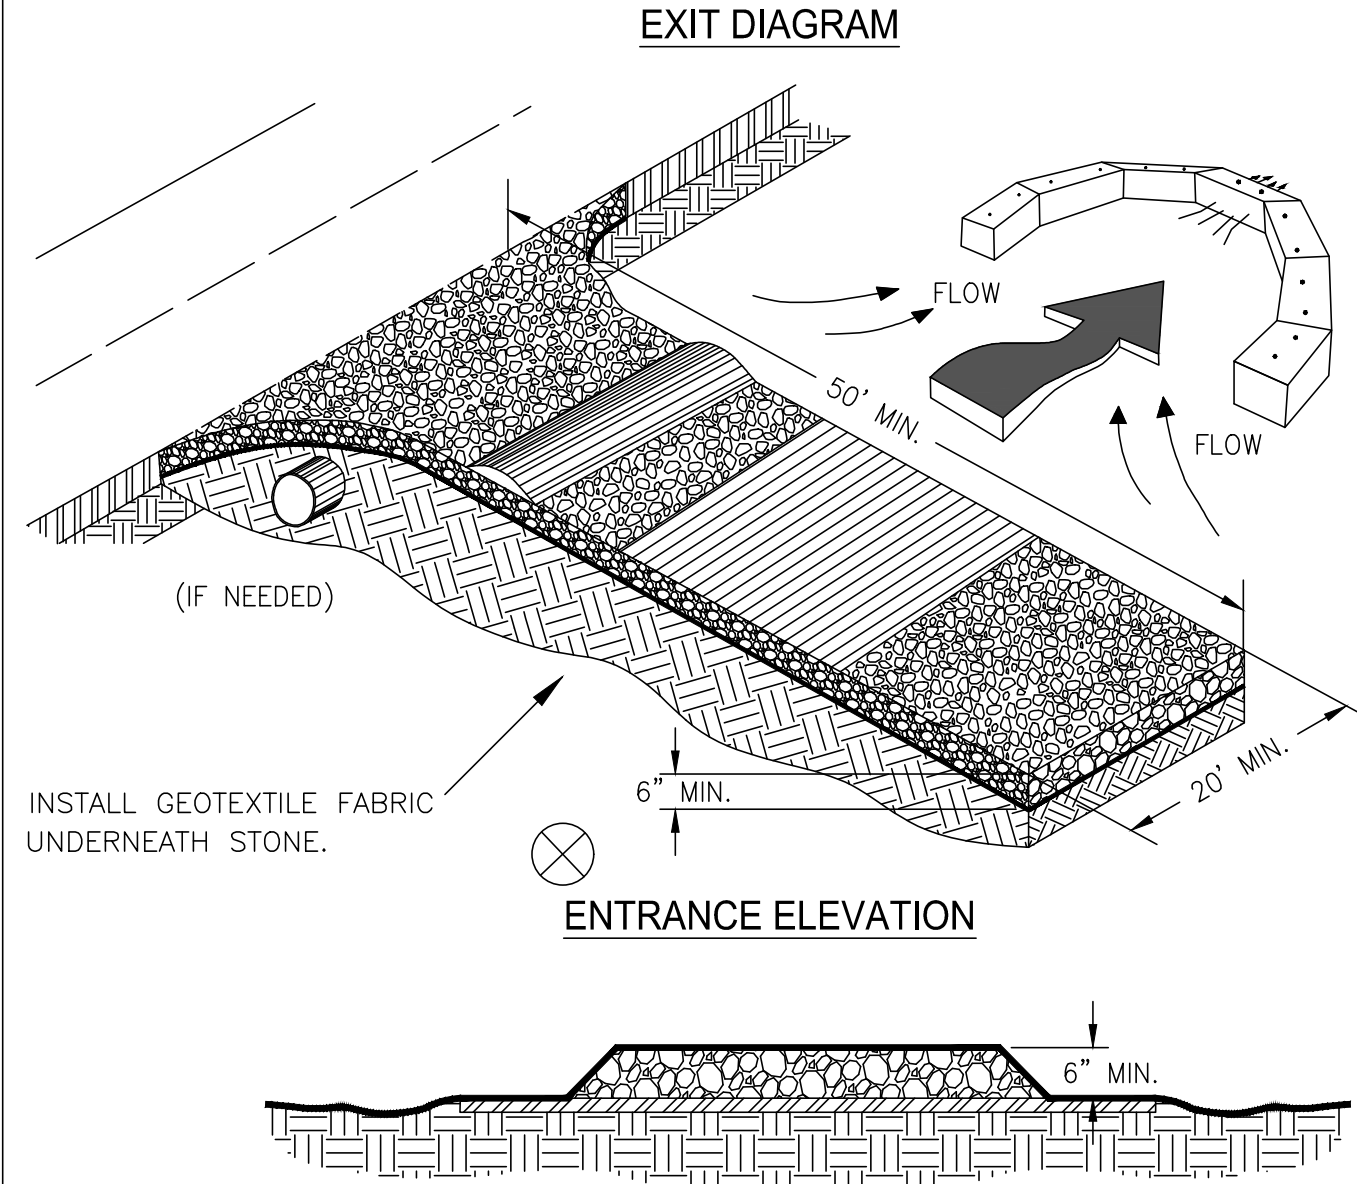 EXIT DIAGRAM
FLOW
50' MIN.
FLOW
(IF NEEDED)
20' MIN.
6" MIN.
INSTALL GEOTEXTILE FABRIC
UNDERNEATH STONE.
ENTRANCE ELEVATION
6" MIN.